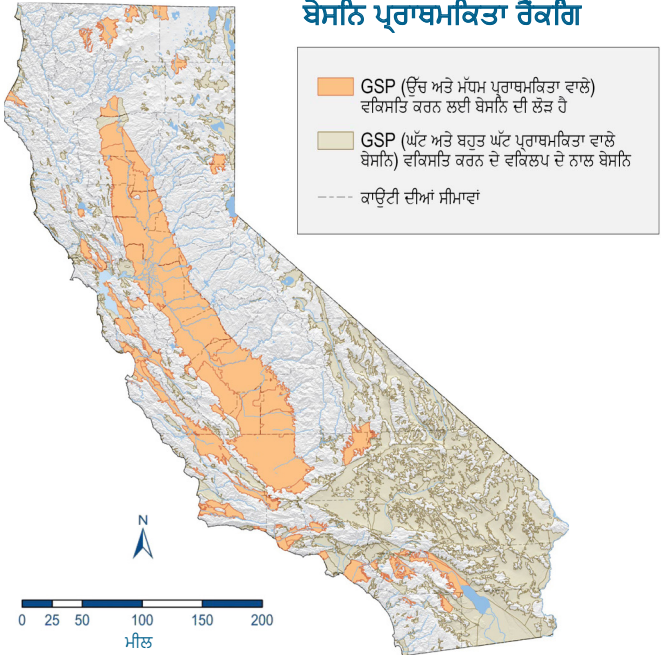 ਬੇਸਨਿ ਪ੍ਰਾਥਮਕਿਤਾ ਰੈਂਕਗਿ
GSP (ਉੱਚ ਅਤੇ ਮੱਧਮ ਪ੍ਰਾਥਮਕਿਤਾ ਵਾਲੇ)
ਵਕਿਸਤਿ ਕਰਨ ਲਈ ਬੇਸਨਿ ਦੀ ਲੋੜ ਹੈ
GSP (ਘੱਟ ਅਤੇ ਬਹੁਤ ਘੱਟ ਪ੍ਰਾਥਮਕਿਤਾ ਵਾਲੇ
ਬੇਸਨਿ) ਵਕਿਸਤਿ ਕਰਨ ਦੇ ਵਕਿਲਪ ਦੇ ਨਾਲ ਬੇਸਨਿ
ਕਾਉਂਟੀ ਦੀਆਂ ਸੀਮਾਵਾਂ
N
0 25 50 100 150 200
ਮੀਲ